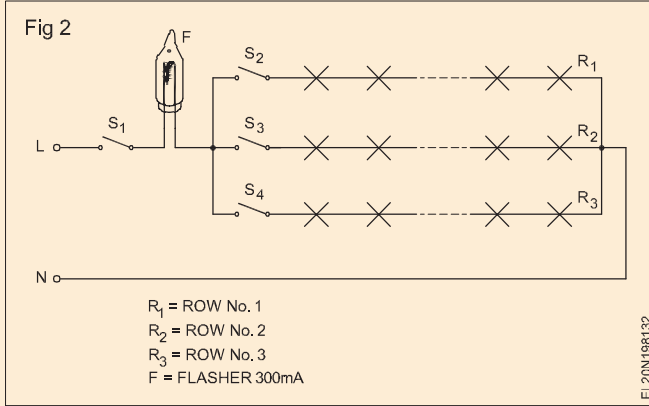 Fig 2
F
S2
R1
S1
S3
L
R2
S4
R3
N
R1 = ROW No. 1
R2 = ROW No. 2
R3 = ROW No. 3
F = FLASHER 300mA
EL20N198132